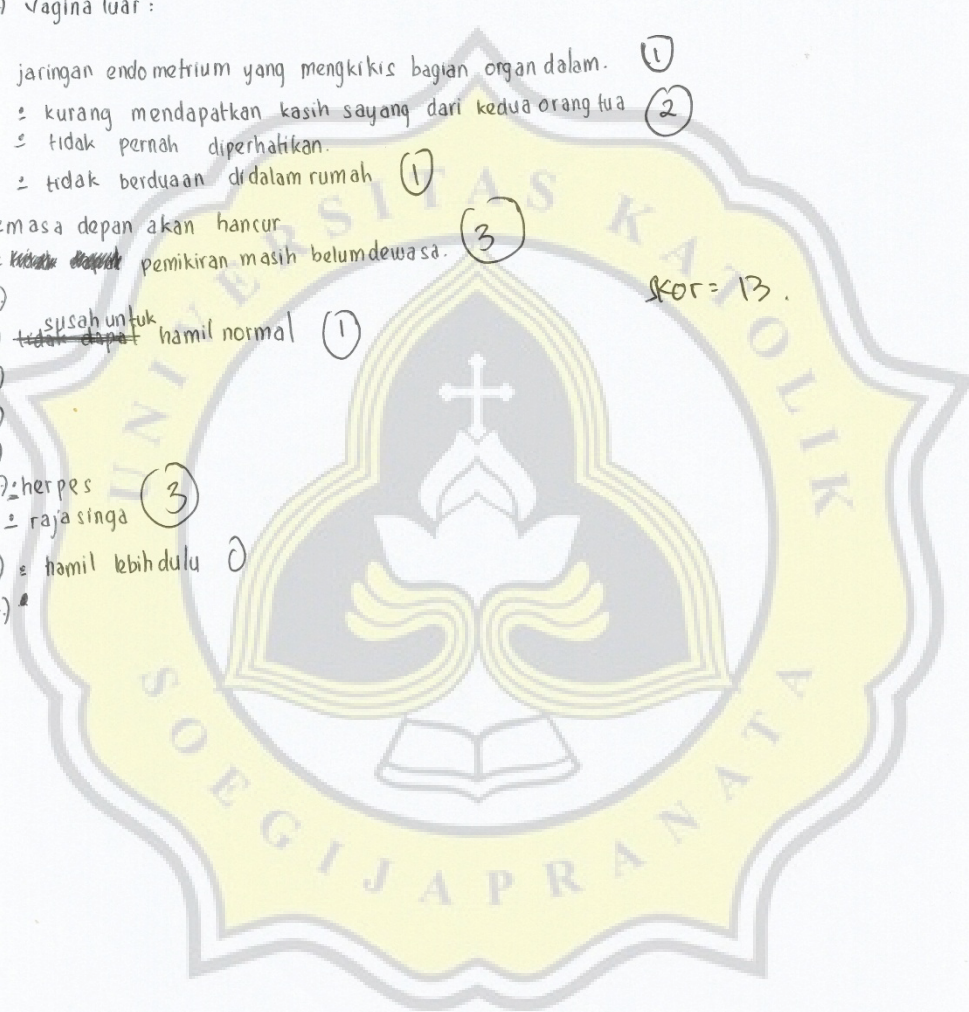 ) Vagina luar :
jaringan endometrium yang mengkikis bagian organ dalam. 1
: kurang mendapatkan kasih sayang dari kedua orang tua 2
: tidak pernah diperhatikan.
: tidak berduaan didalam rumah 1
: masa depan akan hancur
: pemikiran masih belum dewasa. 3
skor = 13.
susah untuk
tidak dapat hamil normal 1
) : herpes 3
: raja singa
) : hamil lebih dulu 0
UNIVERSITAS KATOLIK
SOEGIJAPRANATA